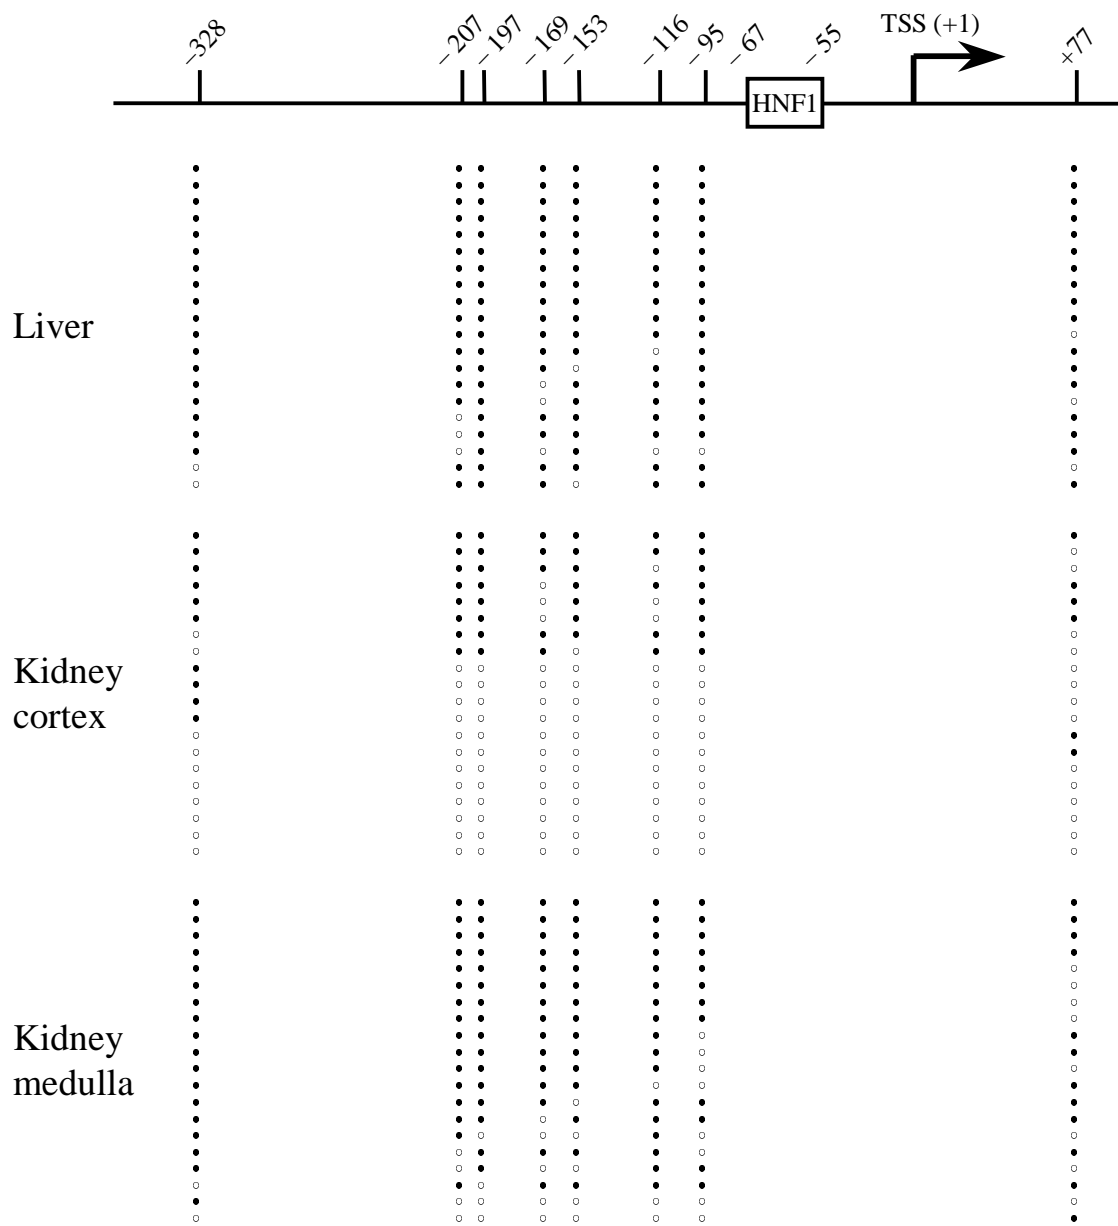 TSS (+1)
−328
−207
−197
−169
−153
−116
−95
−67
−55
+77
HNF1
Liver
Kidney
cortex
Kidney
medulla